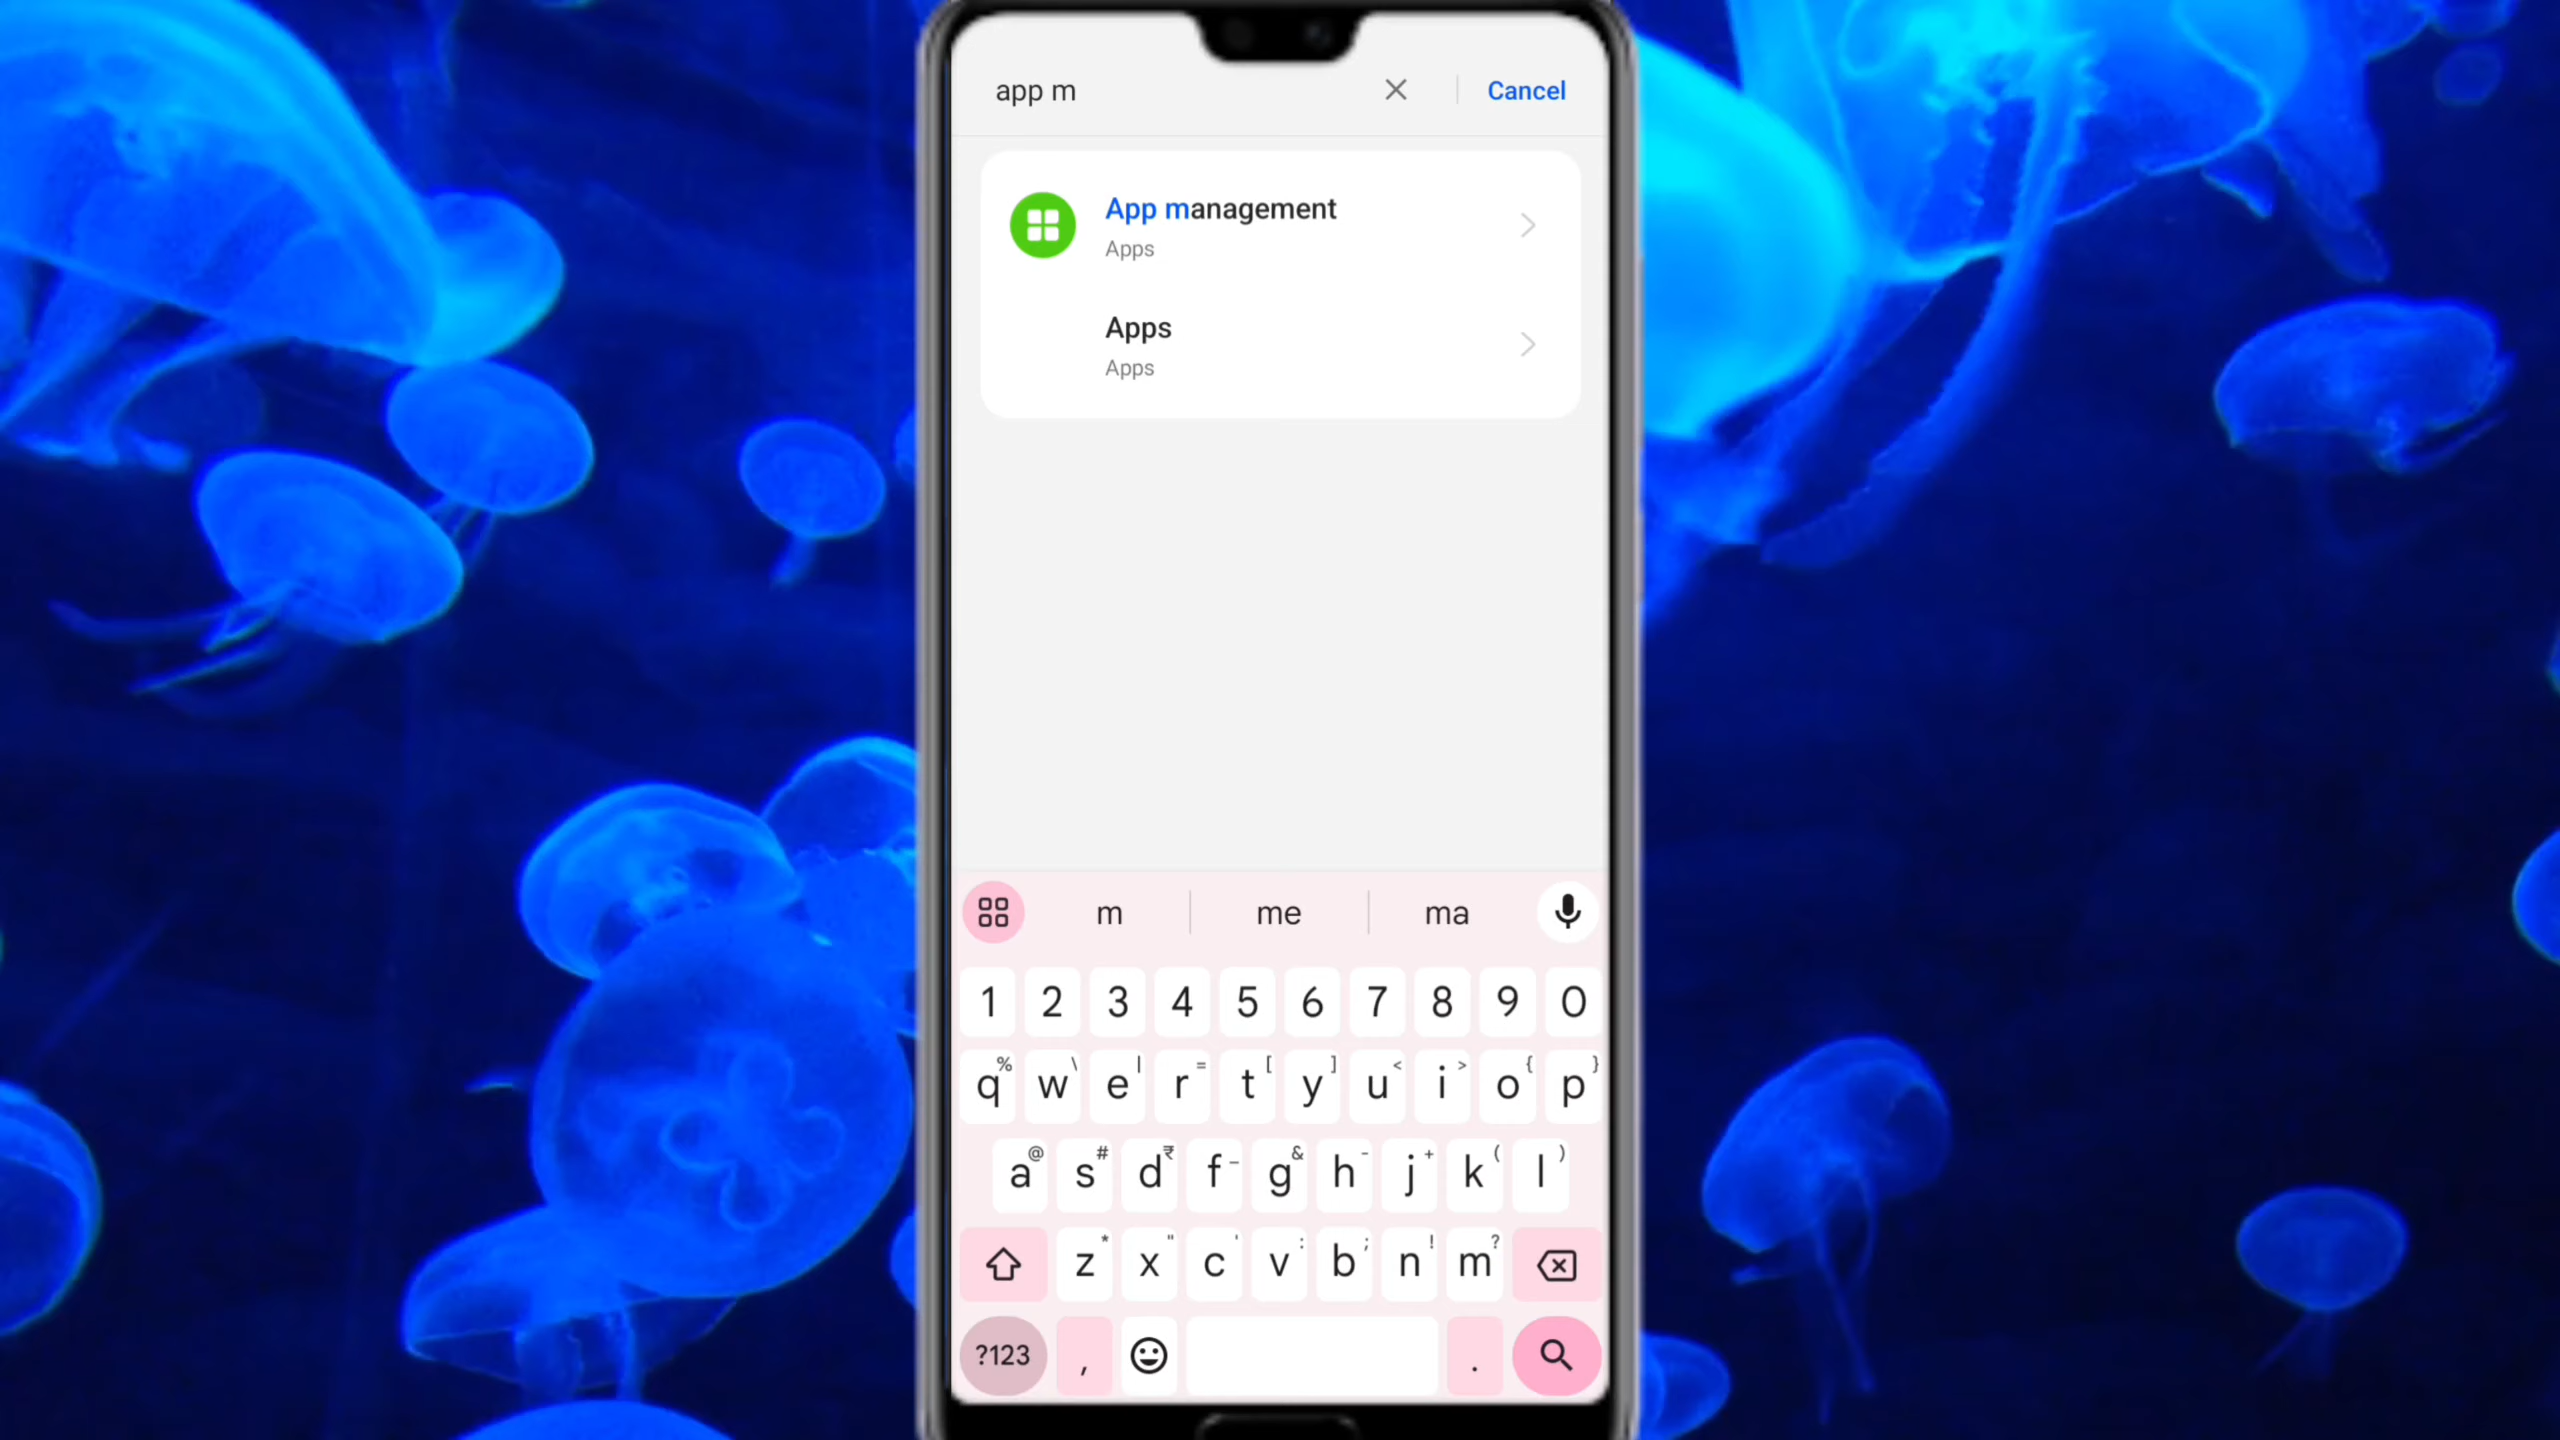 app m
Cancel
App management
Apps
Apps
Apps
m me ma
1 2 3 4 5 6 7 8 9 0
q% w\ e| r= t[ y] u< i> o{ p}
a@ s# d₹ f_ g& h- j+ k( l)
z* x" c' v: b; n! m?
?123 , .